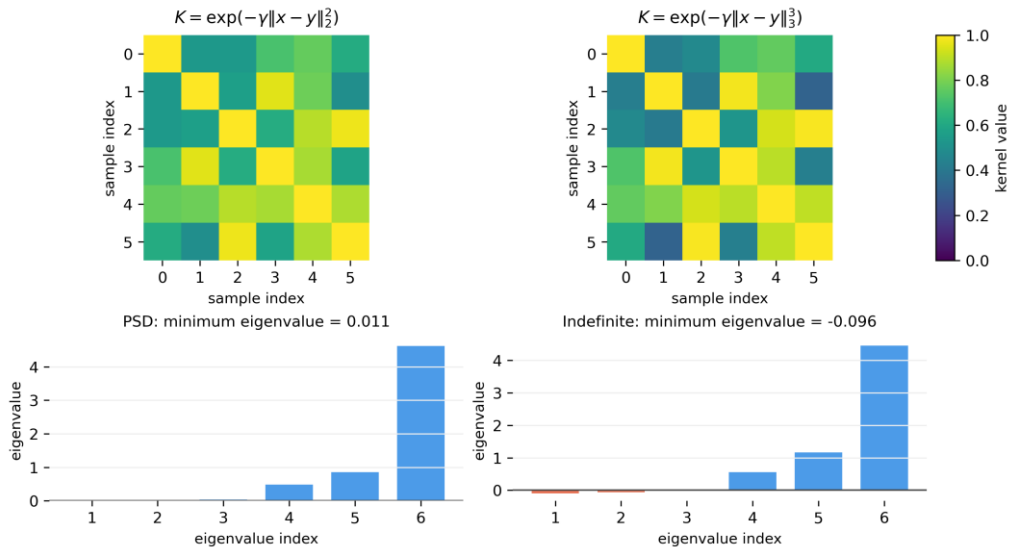 K = exp(−γ‖x − y‖₂²)
0
1
2
3
4
5
sample index
0 1 2 3 4 5
sample index
K = exp(−γ‖x − y‖₃³)
0
1
2
3
4
5
sample index
0 1 2 3 4 5
sample index
1.0
0.8
0.6
0.4
0.2
0.0
kernel value
PSD: minimum eigenvalue = 0.011
4
3
2
1
0
eigenvalue
1 2 3 4 5 6
eigenvalue index
Indefinite: minimum eigenvalue = -0.096
4
3
2
1
0
eigenvalue
1 2 3 4 5 6
eigenvalue index